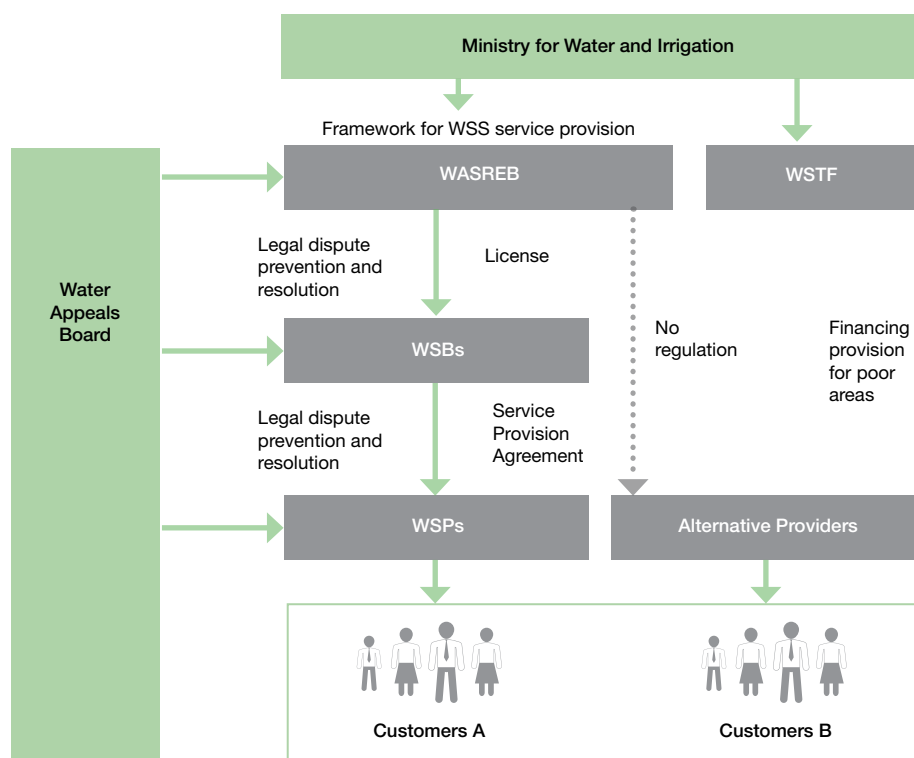 Ministry for Water and Irrigation
Framework for WSS service provision
WASREB
WSTF
Legal dispute
prevention and
resolution
License
Water
Appeals
Board
WSBs
No
regulation
Financing
provision
for poor
areas
Legal dispute
prevention and
resolution
Service
Provision
Agreement
WSPs
Alternative Providers
Customers A
Customers B